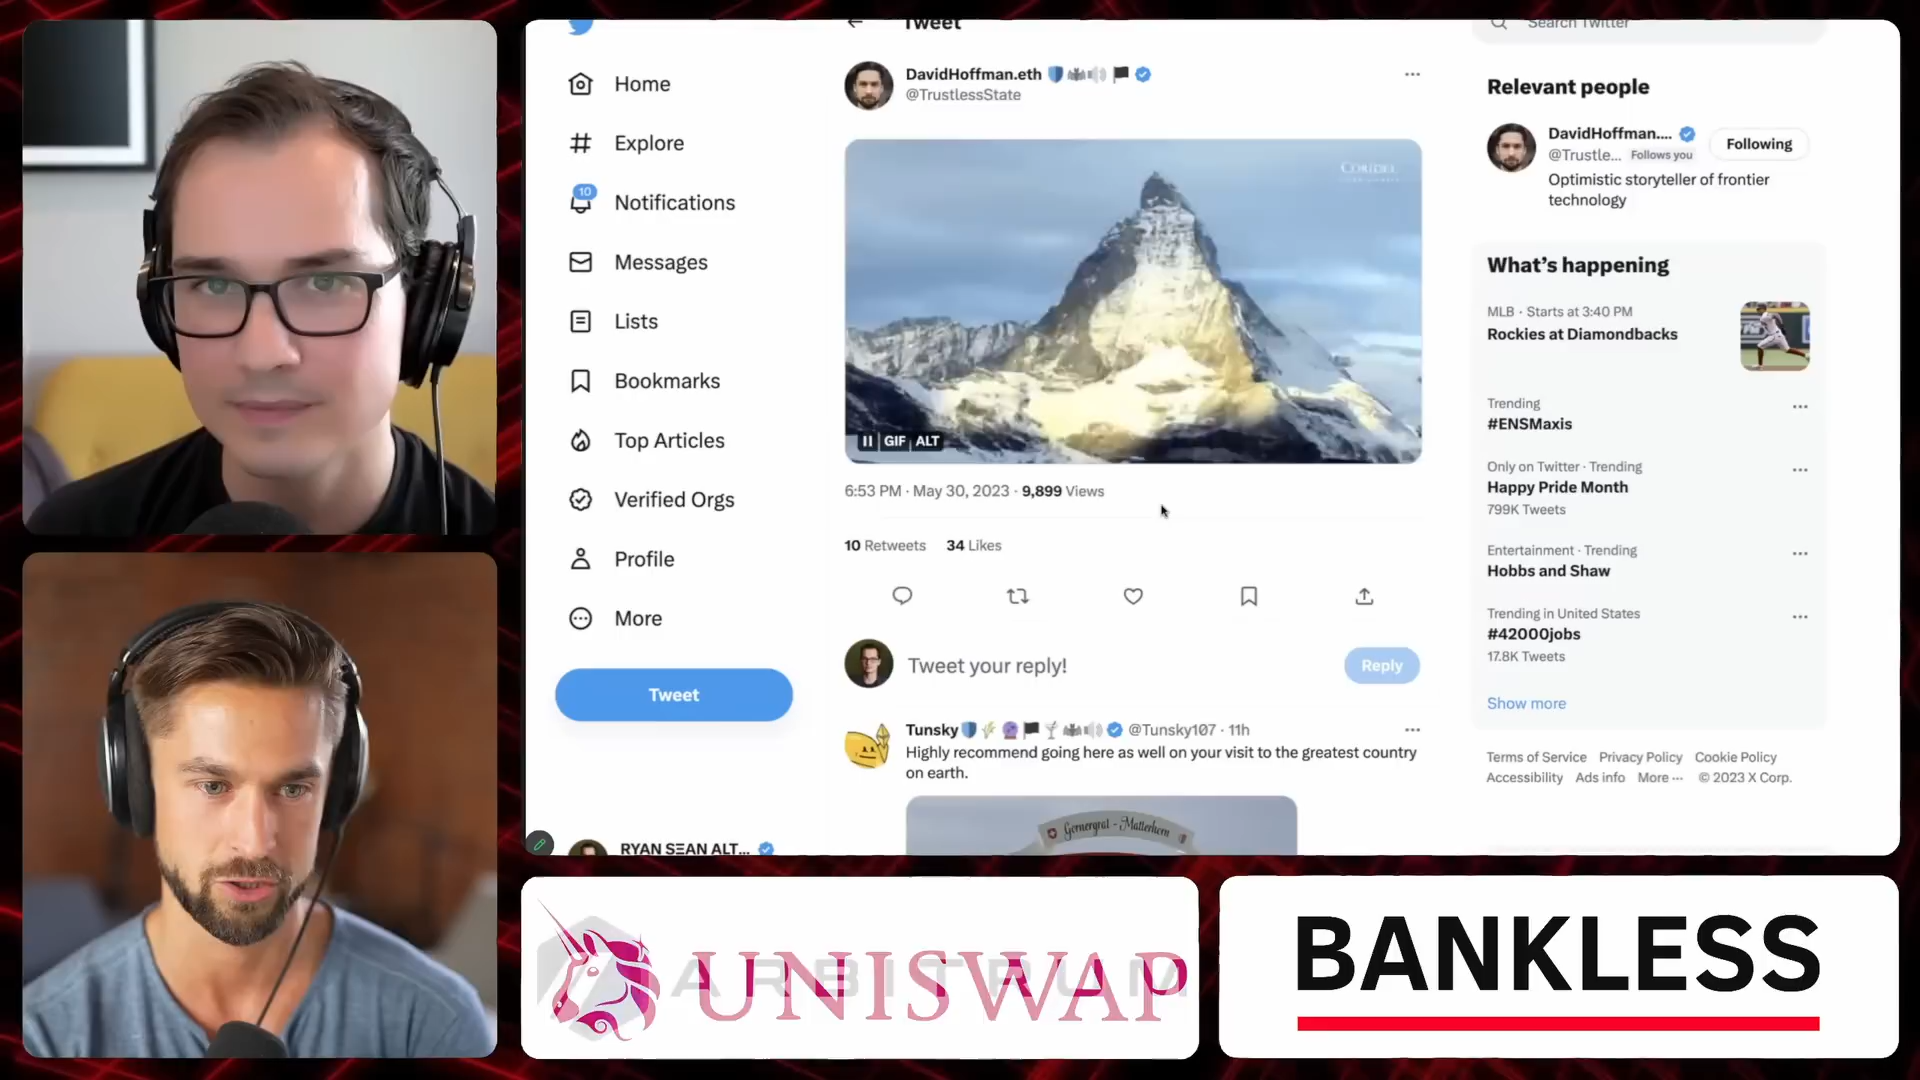 Home
Explore
10
Notifications
Messages
Lists
Bookmarks
Top Articles
Verified Orgs
Profile
More
Tweet
RYAN SΞAN ALT...
Tweet
DavidHoffman.eth
@TrustlessState
CORIDEL
GIF ALT
6:53 PM · May 30, 2023 · 9,899 Views
10 Retweets 34 Likes
Tweet your reply!
Reply
Tunsky @Tunsky107 · 11h
Highly recommend going here as well on your visit to the greatest country
on earth.
Gornergrat - Matterhorn
Search Twitter
Relevant people
DavidHoffman....
@Trustle... Follows you
Following
Optimistic storyteller of frontier
technology
What's happening
MLB · Starts at 3:40 PM
Rockies at Diamondbacks
Trending
#ENSMaxis
Only on Twitter · Trending
Happy Pride Month
799K Tweets
Entertainment · Trending
Hobbs and Shaw
Trending in United States
#42000jobs
17.8K Tweets
Show more
Terms of Service Privacy Policy Cookie Policy
Accessibility Ads info More ··· © 2023 X Corp.
ARBITRUM
UNISWAP
BANKLESS